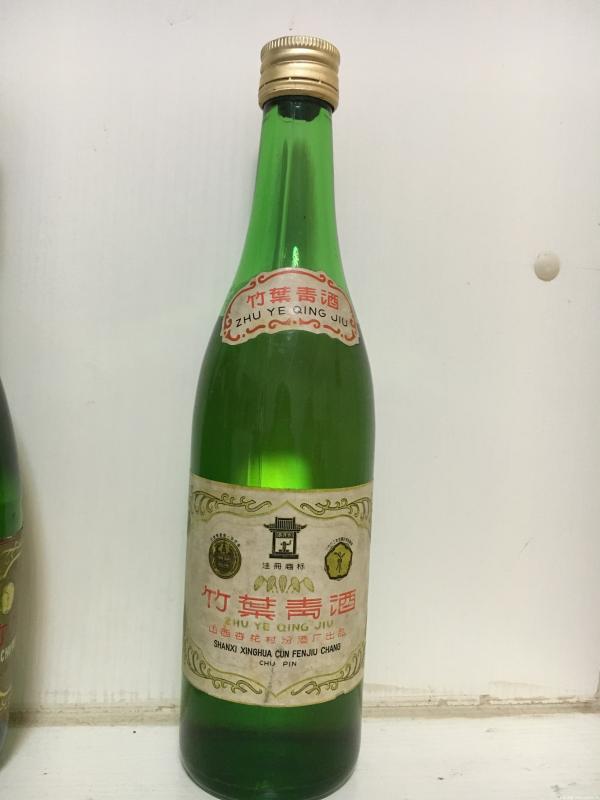 竹葉青酒
ZHU YE QING JIU
注冊商标
竹葉青酒
ZHU YE QING JIU
山西杏花村汾酒厂出品
SHANXI XINGHUA CUN FENJIU CHANG
CHU PIN